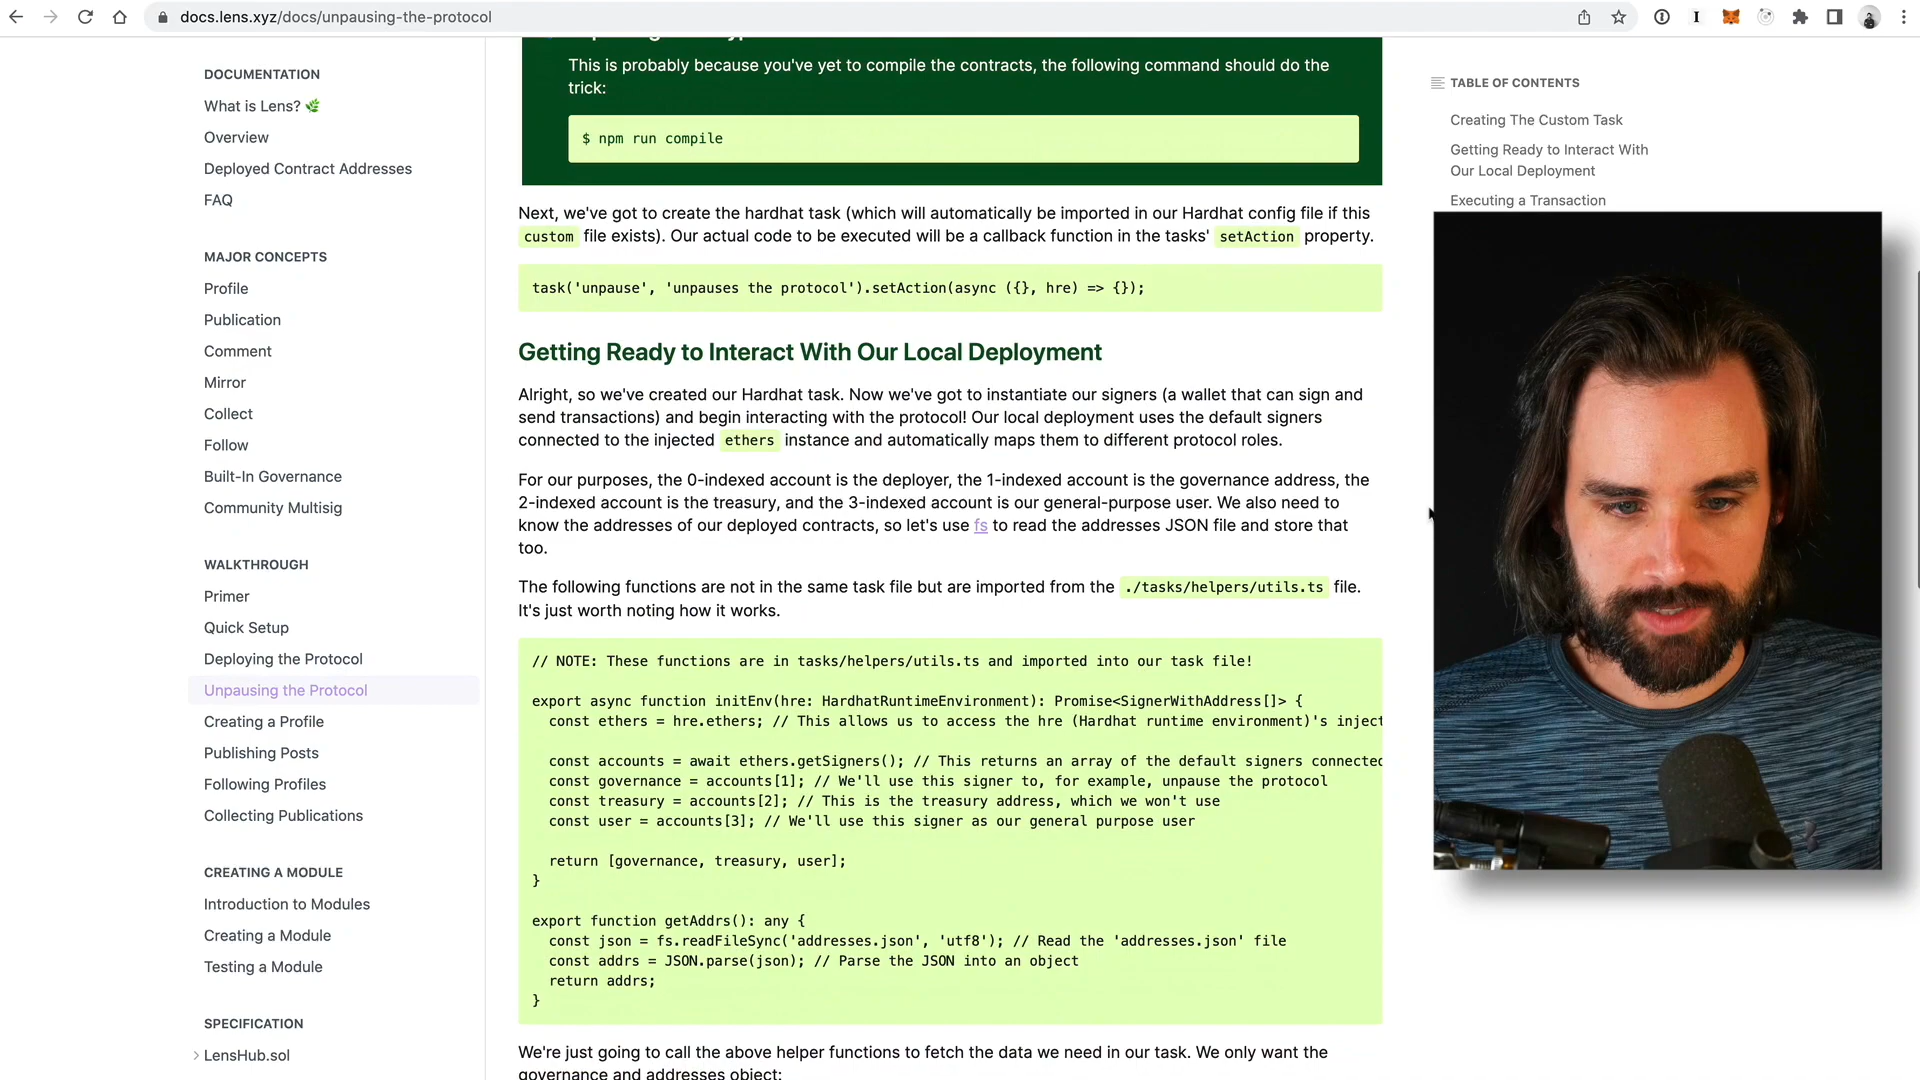 docs.lens.xyz/docs/unpausing-the-protocol
DOCUMENTATION
What is Lens? 🌿
Overview
Deployed Contract Addresses
FAQ
MAJOR CONCEPTS
Profile
Publication
Comment
Mirror
Collect
Follow
Built-In Governance
Community Multisig
WALKTHROUGH
Primer
Quick Setup
Deploying the Protocol
Unpausing the Protocol
Creating a Profile
Publishing Posts
Following Profiles
Collecting Publications
CREATING A MODULE
Introduction to Modules
Creating a Module
Testing a Module
SPECIFICATION
LensHub.sol
This is probably because you've yet to compile the contracts, the following command should do the
trick:
$ npm run compile
Next, we've got to create the hardhat task (which will automatically be imported in our Hardhat config file if this
custom file exists). Our actual code to be executed will be a callback function in the tasks' setAction property.
task('unpause', 'unpauses the protocol').setAction(async ({}, hre) => {});
Getting Ready to Interact With Our Local Deployment
Alright, so we've created our Hardhat task. Now we've got to instantiate our signers (a wallet that can sign and
send transactions) and begin interacting with the protocol! Our local deployment uses the default signers
connected to the injected ethers instance and automatically maps them to different protocol roles.
For our purposes, the 0-indexed account is the deployer, the 1-indexed account is the governance address, the
2-indexed account is the treasury, and the 3-indexed account is our general-purpose user. We also need to
know the addresses of our deployed contracts, so let's use fs to read the addresses JSON file and store that
too.
The following functions are not in the same task file but are imported from the ./tasks/helpers/utils.ts file.
It's just worth noting how it works.
// NOTE: These functions are in tasks/helpers/utils.ts and imported into our task file!
export async function initEnv(hre: HardhatRuntimeEnvironment): Promise<SignerWithAddress[]> {
const ethers = hre.ethers; // This allows us to access the hre (Hardhat runtime environment)'s inject
const accounts = await ethers.getSigners(); // This returns an array of the default signers connected
const governance = accounts[1]; // We'll use this signer to, for example, unpause the protocol
const treasury = accounts[2]; // This is the treasury address, which we won't use
const user = accounts[3]; // We'll use this signer as our general purpose user
return [governance, treasury, user];
}
export function getAddrs(): any {
const json = fs.readFileSync('addresses.json', 'utf8'); // Read the 'addresses.json' file
const addrs = JSON.parse(json); // Parse the JSON into an object
return addrs;
}
We're just going to call the above helper functions to fetch the data we need in our task. We only want the
governance and addresses object:
TABLE OF CONTENTS
Creating The Custom Task
Getting Ready to Interact With
Our Local Deployment
Executing a Transaction